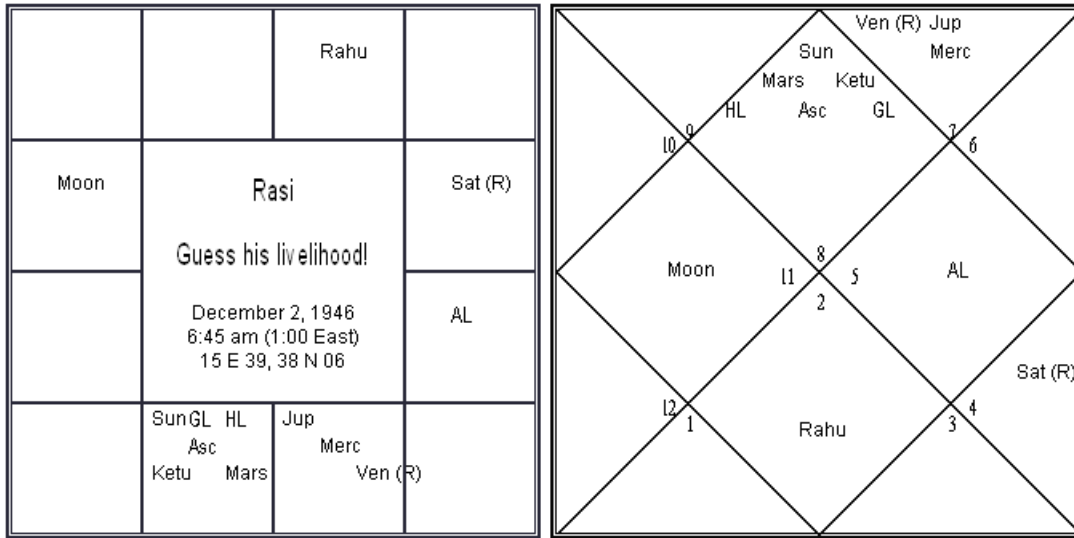 Rahu
Moon
Sat (R)
Rasi
Guess his livelihood!
December 2, 1946
6:45 am (1:00 East)
15 E 39, 38 N 06
AL
Sun GL HL
Asc
Ketu Mars
Jup
Merc
Ven (R)
Ven (R) Jup
Merc
Sun
Mars Ketu
HL Asc GL
9
10
7
6
8
Moon
11
5
AL
2
Sat (R)
12
1
Rahu
4
3